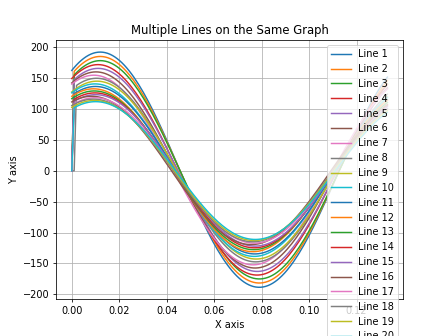 Multiple Lines on the Same Graph
200
150
100
50
0
−50
−100
−150
−200
Y axis
0.00
0.02
0.04
0.06
0.08
0.10
X axis
Line 1
Line 2
Line 3
Line 4
Line 5
Line 6
Line 7
Line 8
Line 9
Line 10
Line 11
Line 12
Line 13
Line 14
Line 15
Line 16
Line 17
Line 18
Line 19
Line 20